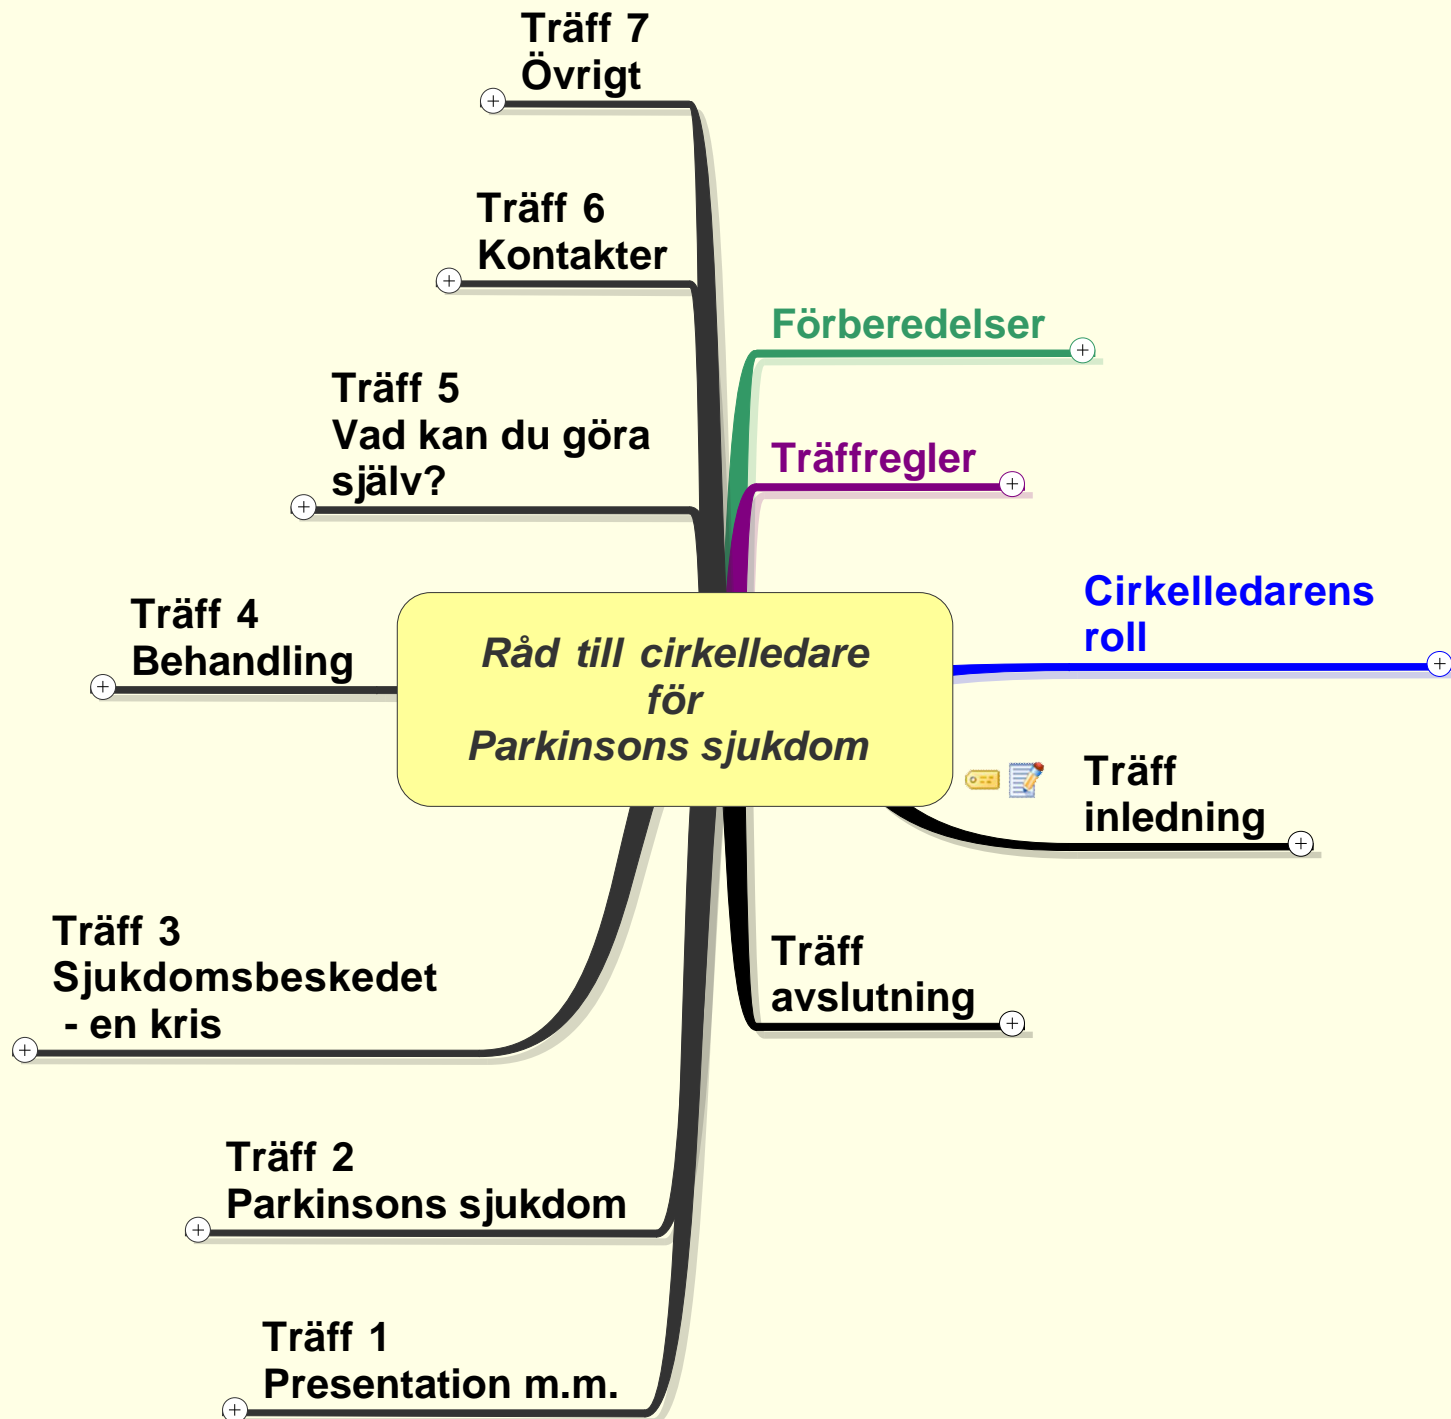 Träff 7
Övrigt
Träff 6
Kontakter
Förberedelser
Träff 5
Vad kan du göra
själv?
Träffregler
Cirkelledarens
roll
Träff 4
Behandling
Råd till cirkelledare
för
Parkinsons sjukdom
Träff
inledning
Träff 3
Sjukdomsbeskedet
- en kris
Träff
avslutning
Träff 2
Parkinsons sjukdom
Träff 1
Presentation m.m.